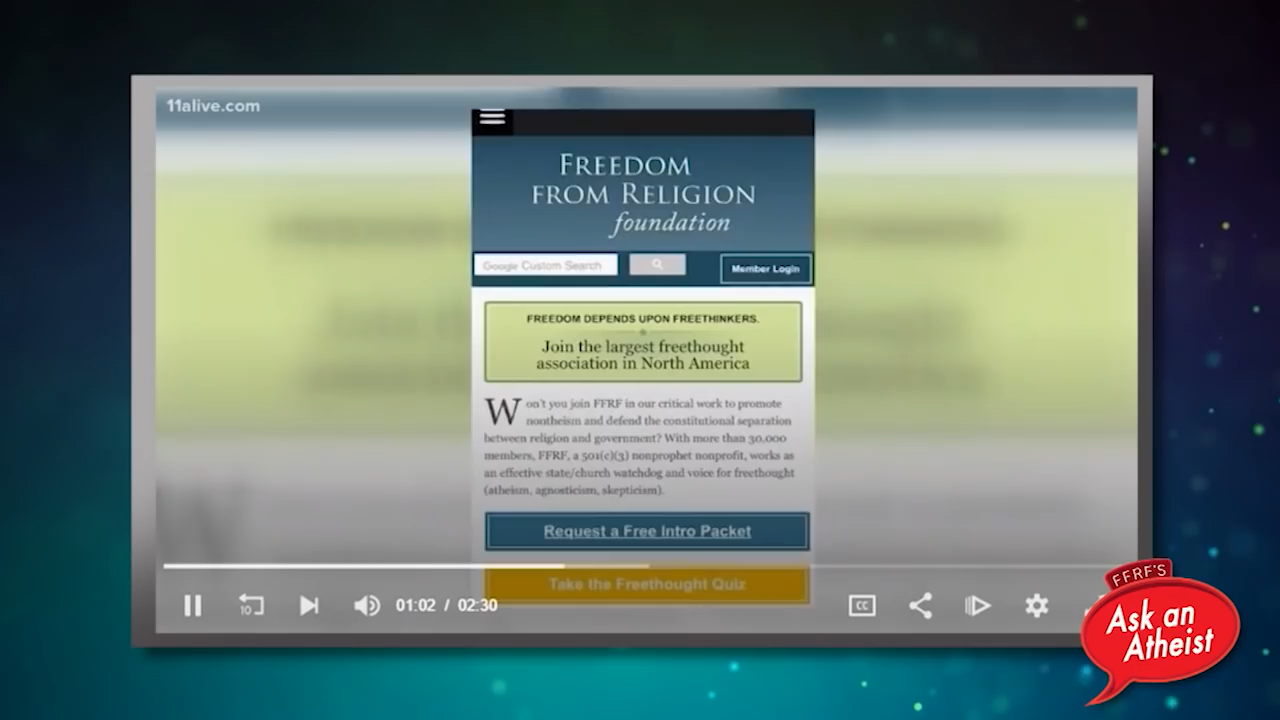 11alive.com
FREEDOM
FROM RELIGION
foundation
Google Custom Search
Member Login
FREEDOM DEPENDS UPON FREETHINKERS.
Join the largest freethought
association in North America
Won't you join FFRF in our critical work to promote
nontheism and defend the constitutional separation
between religion and government? With more than 30,000
members, FFRF, a 501(c)(3) nonprophet nonprofit, works as
an effective state/church watchdog and voice for freethought
(atheism, agnosticism, skepticism).
Request a Free Intro Packet
Take the Freethought Quiz
10
01:02 / 02:30
CC
FFRF'S
Ask an
Atheist